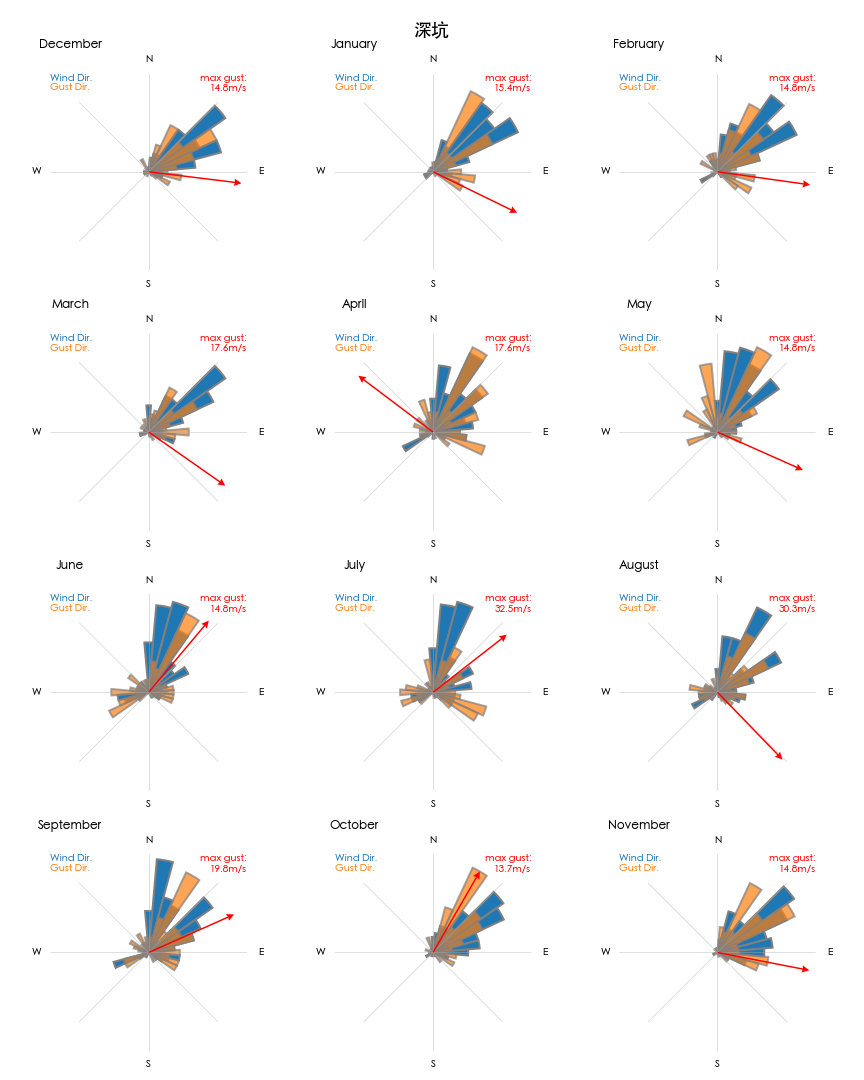 深坑
December
January
February
N
N
N
Wind Dir.
max gust:
Gust Dir.
14.8m/s
Wind Dir.
max gust:
Gust Dir.
15.4m/s
Wind Dir.
max gust:
Gust Dir.
14.8m/s
W
E
W
E
W
E
S
S
S
March
April
May
N
N
N
Wind Dir.
max gust:
Gust Dir.
17.6m/s
Wind Dir.
max gust:
Gust Dir.
17.6m/s
Wind Dir.
max gust:
Gust Dir.
14.8m/s
W
E
W
E
W
E
S
S
S
June
July
August
N
N
N
Wind Dir.
max gust:
Gust Dir.
14.8m/s
Wind Dir.
max gust:
Gust Dir.
32.5m/s
Wind Dir.
max gust:
Gust Dir.
30.3m/s
W
E
W
E
W
E
S
S
S
September
October
November
N
N
N
Wind Dir.
max gust:
Gust Dir.
19.8m/s
Wind Dir.
max gust:
Gust Dir.
13.7m/s
Wind Dir.
max gust:
Gust Dir.
14.8m/s
W
E
W
E
W
E
S
S
S